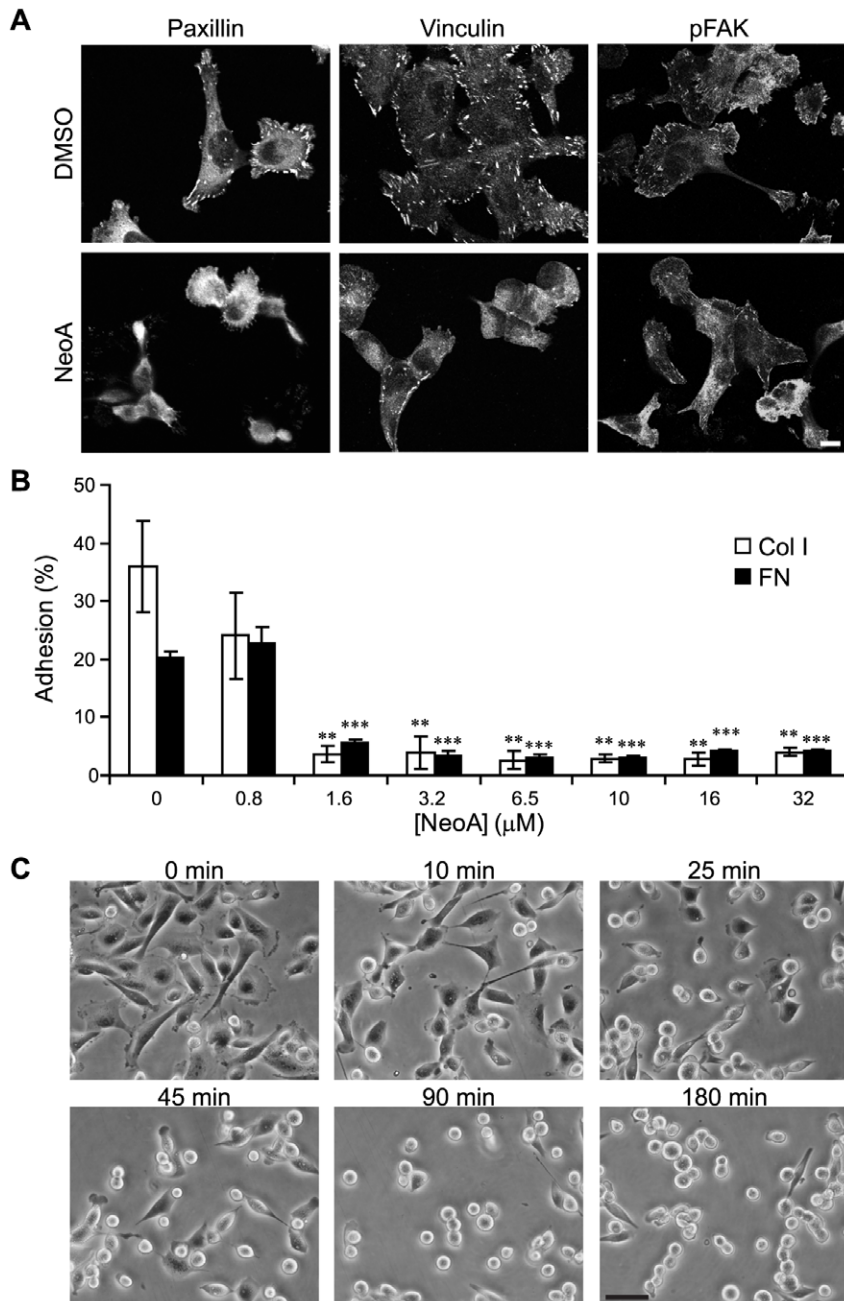 A
Paxillin Vinculin pFAK
DMSO
NeoA
B
Adhesion (%)
50
40
30
20
10
0
Col I
FN
** *** ** *** ** *** ** *** ** *** ** ***
0 0.8 1.6 3.2 6.5 10 16 32
[NeoA] (μM)
C
0 min 10 min 25 min
45 min 90 min 180 min